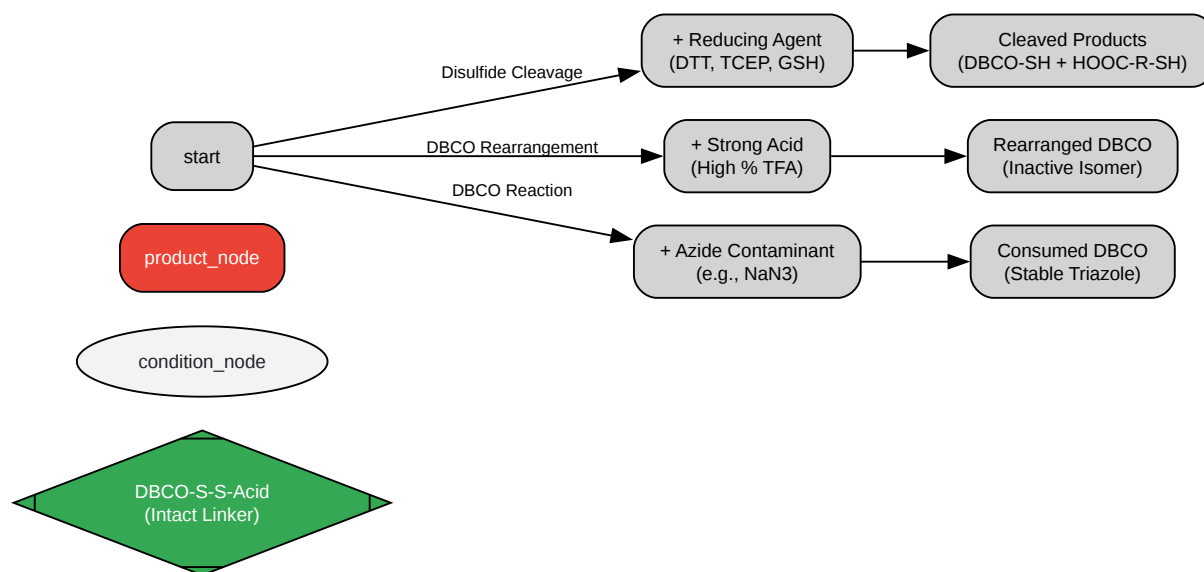 + Reducing Agent
(DTT, TCEP, GSH)
Cleaved Products
(DBCO-SH + HOOC-R-SH)
Disulfide Cleavage
start
DBCO Rearrangement
+ Strong Acid
(High % TFA)
Rearranged DBCO
(Inactive Isomer)
DBCO Reaction
+ Azide Contaminant
(e.g., NaN3)
Consumed DBCO
(Stable Triazole)
product_node
condition_node
DBCO-S-S-Acid
(Intact Linker)